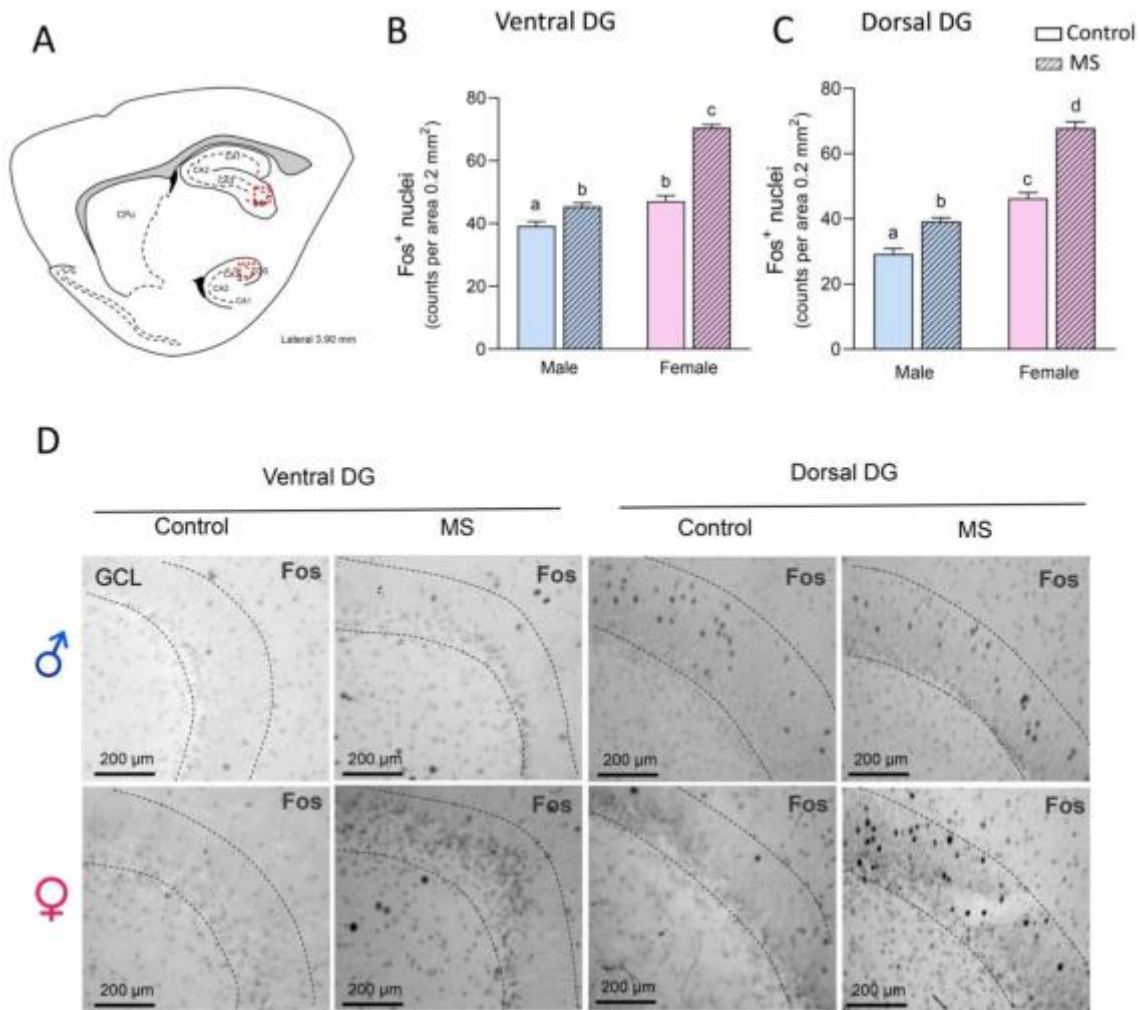 A
CA1
CA2
CPu
CA3
CA2
CA1
Lateral 3.90 mm
B
Ventral DG
Fos+ nuclei
(counts per area 0.2 mm²)
80
60
40
20
0
a
b
b
c
Male
Female
C
Dorsal DG
Control
MS
Fos+ nuclei
(counts per area 0.2 mm²)
80
60
40
20
0
a
b
c
d
Male
Female
D
Ventral DG
Dorsal DG
Control
MS
Control
MS
GCL
Fos
Fos
Fos
Fos
200 µm
200 µm
200 µm
200 µm
Fos
Fos
Fos
Fos
200 µm
200 µm
200 µm
200 µm